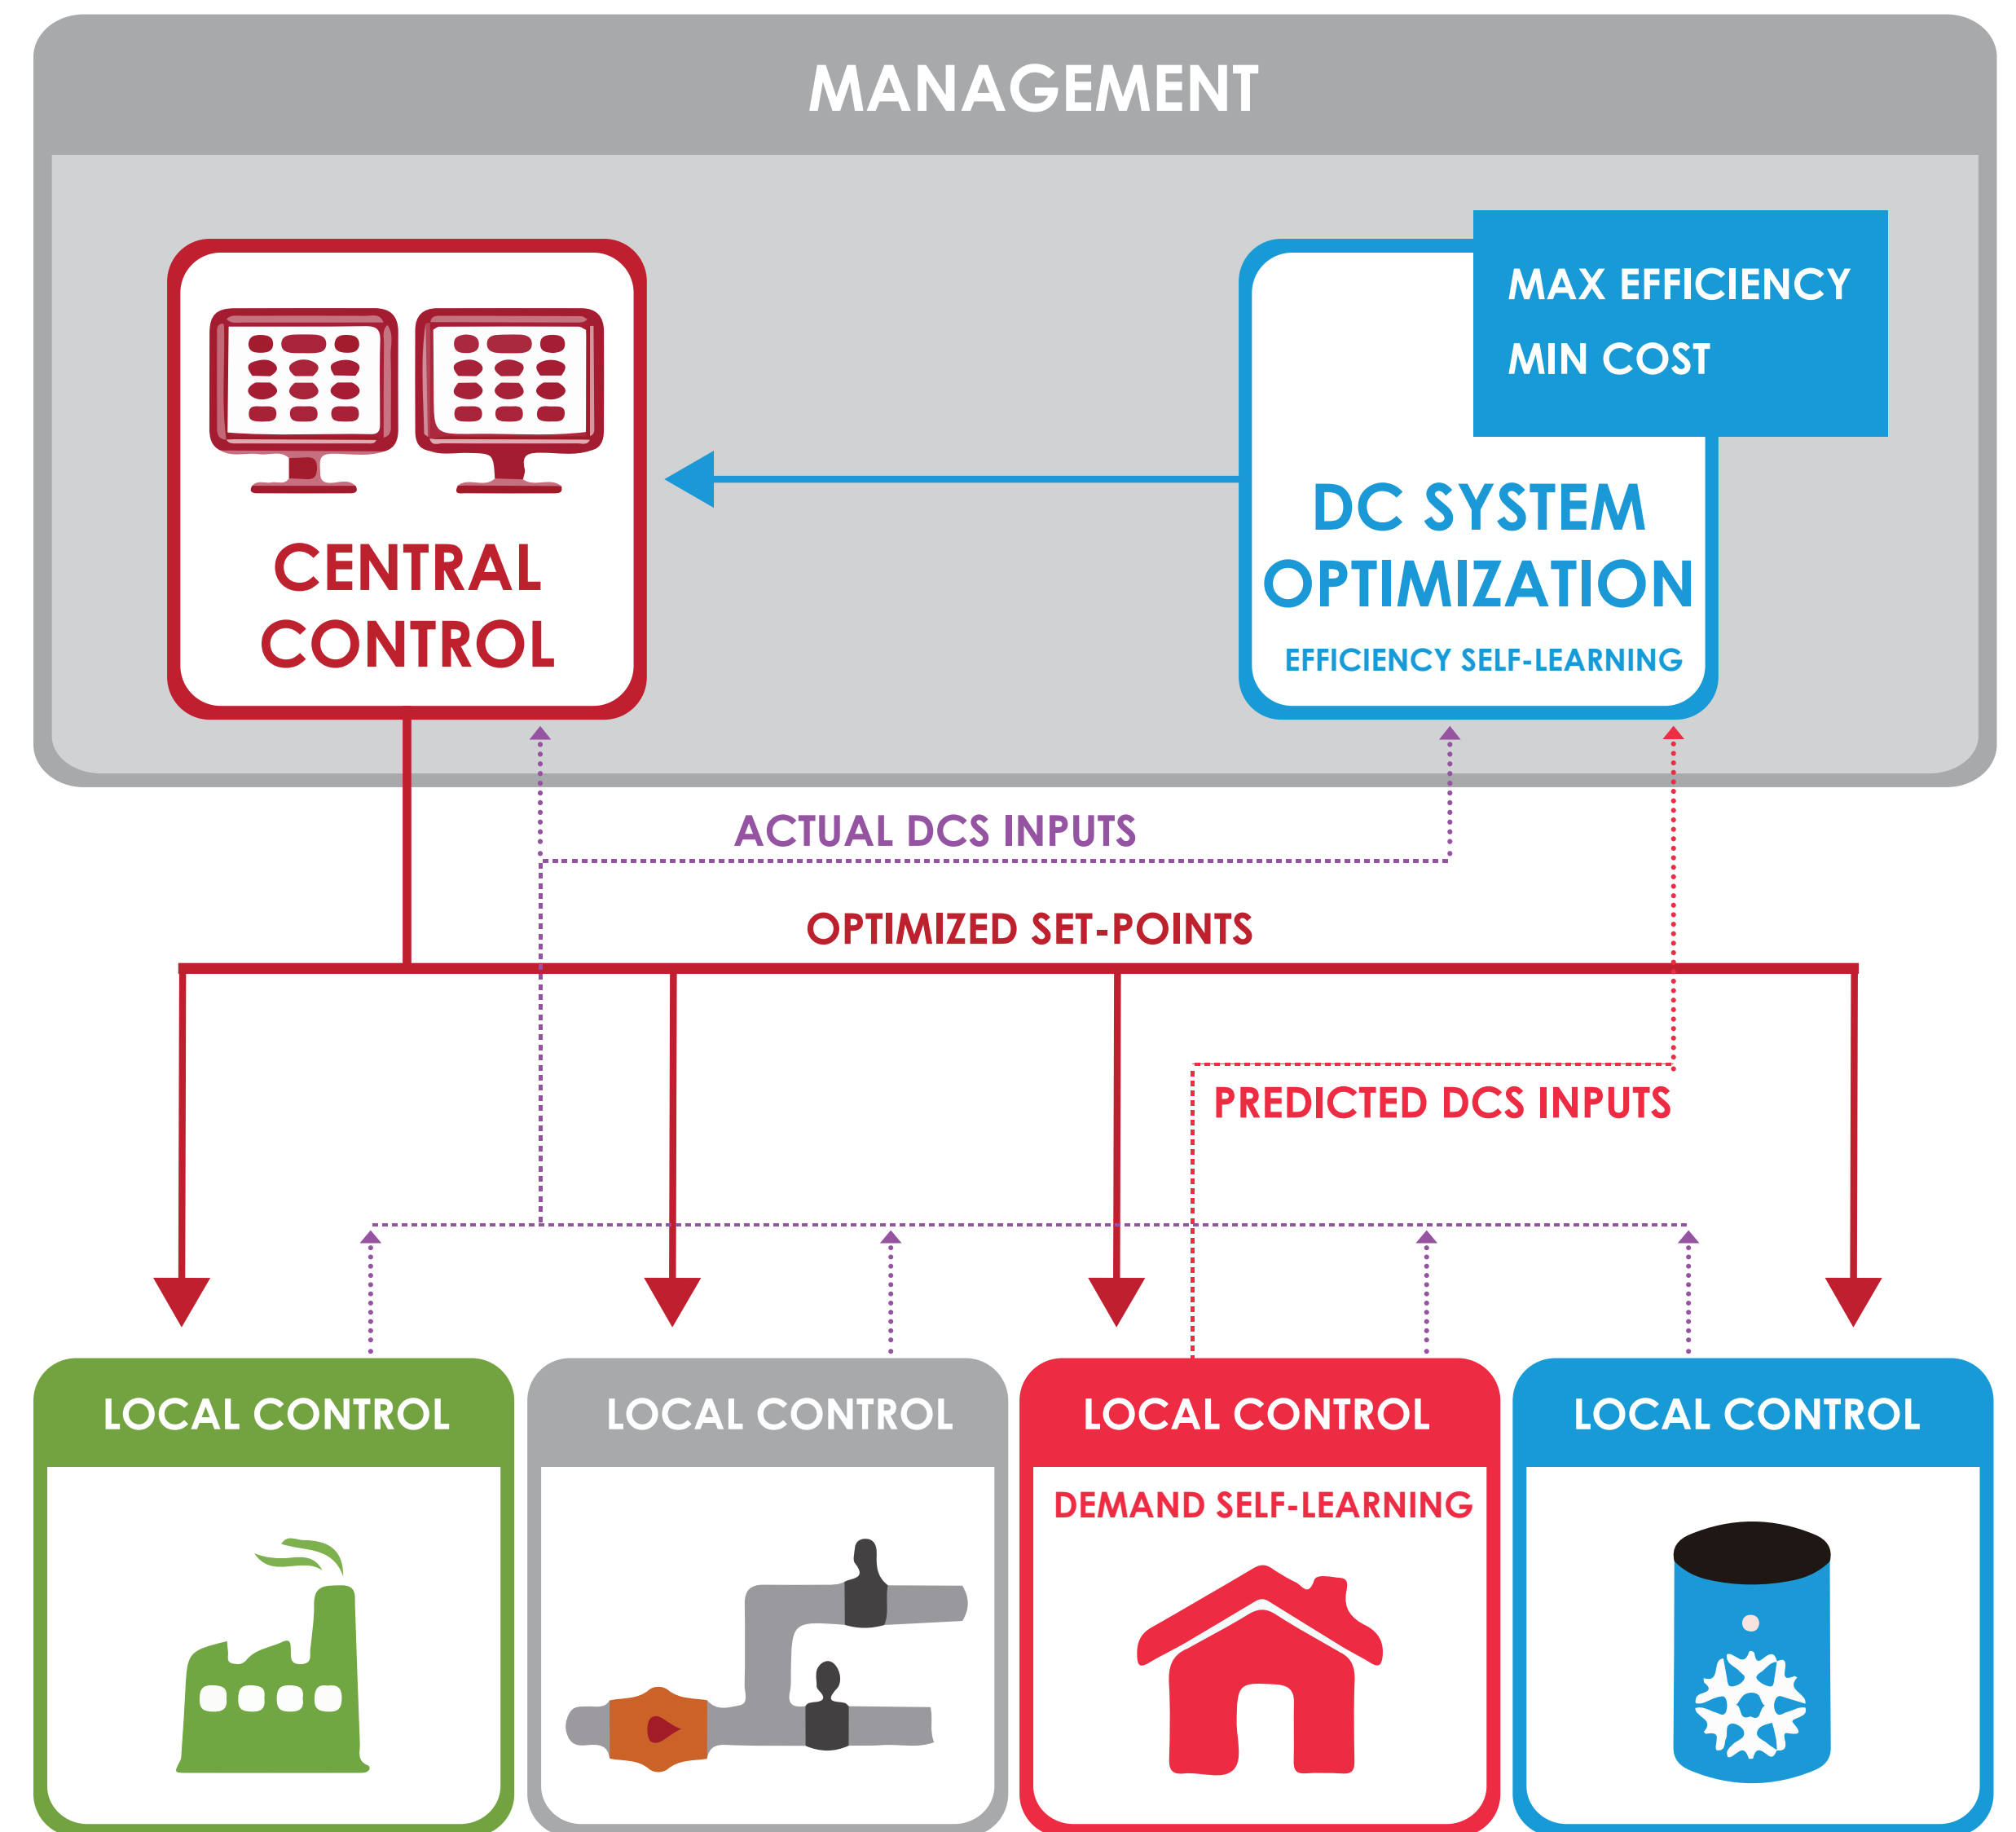 MANAGEMENT
MAX EFFICIENCY
MIN COST
CENTRAL
CONTROL
DC SYSTEM
OPTIMIZATION
EFFICIENCY SELF-LEARNING
ACTUAL DCS INPUTS
OPTIMIZED SET-POINTS
PREDICTED DCS INPUTS
LOCAL CONTROL
LOCAL CONTROL
LOCAL CONTROL
DEMAND SELF-LEARNING
LOCAL CONTROL